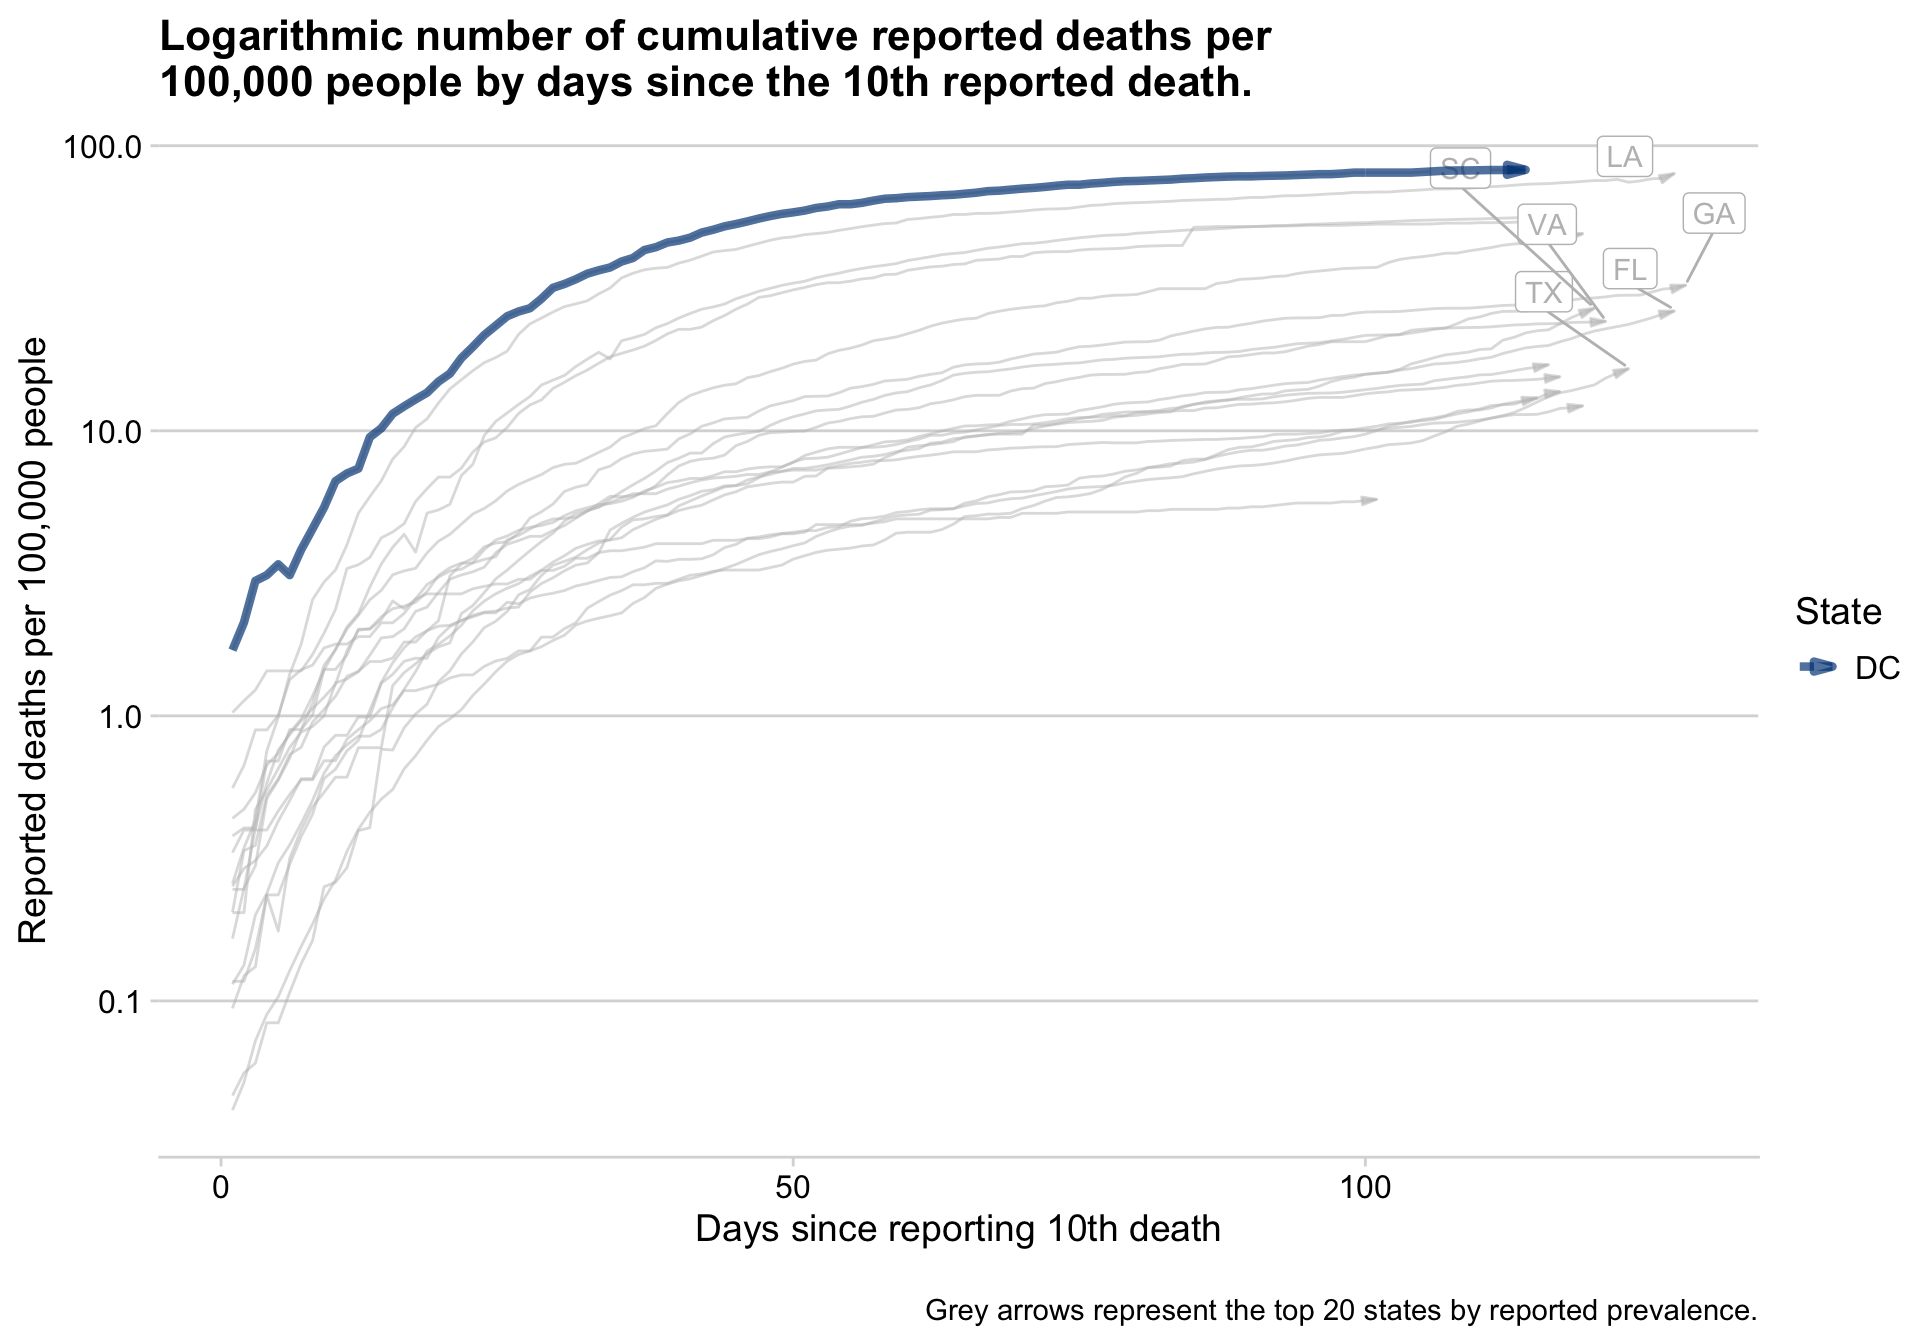 Logarithmic number of cumulative reported deaths per
100,000 people by days since the 10th reported death.
Reported deaths per 100,000 people
100.0
10.0
1.0
0.1
SC
LA
VA
GA
FL
TX
State
DC
0
50
100
Days since reporting 10th death
Grey arrows represent the top 20 states by reported prevalence.